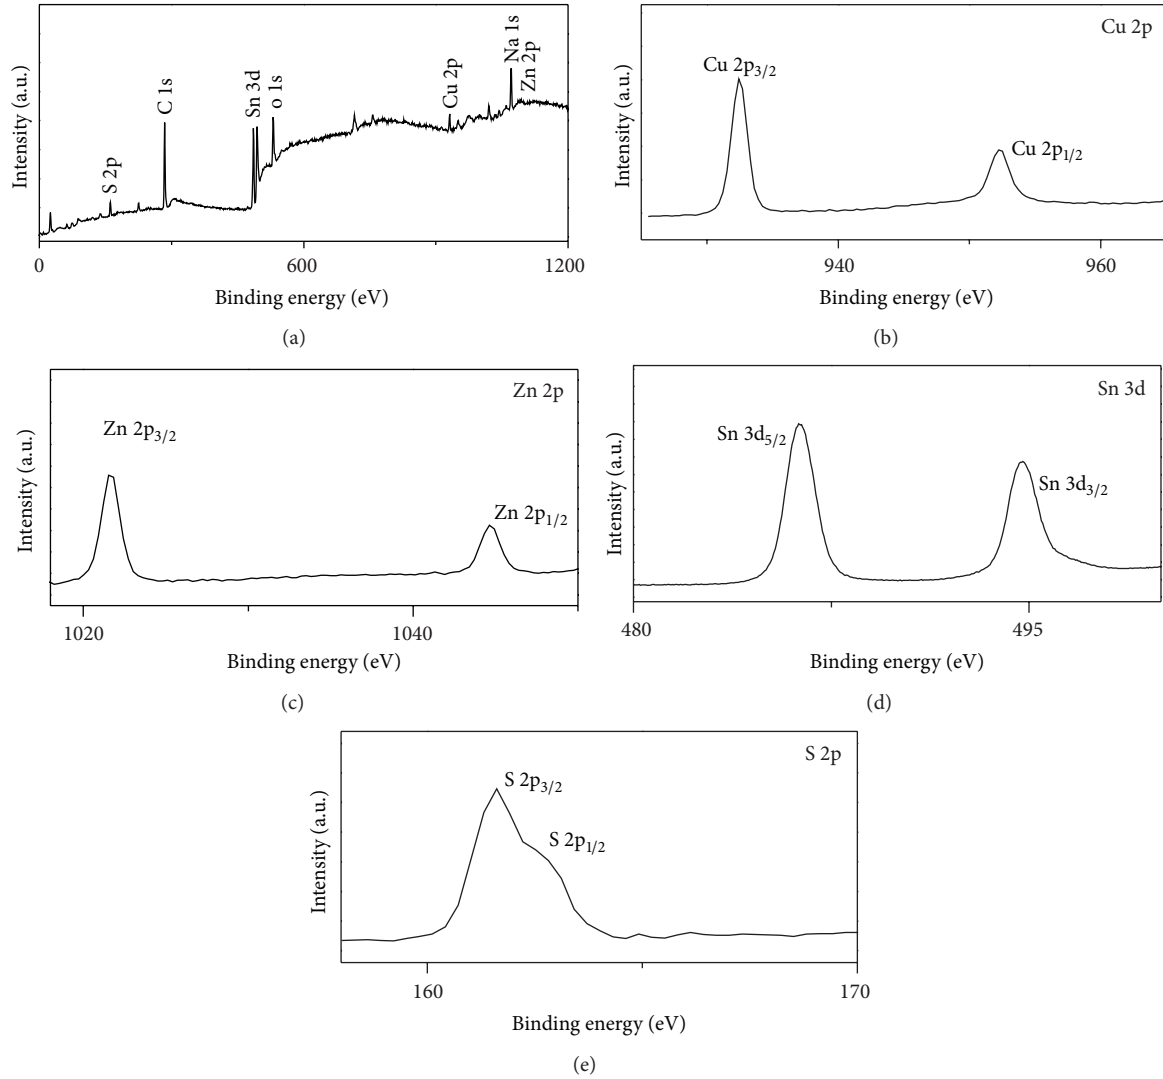 Intensity (a.u.)
S 2p
C 1s
Sn 3d
o 1s
Cu 2p
Na 1s
Zn 2p
0
600
1200
Binding energy (eV)
(a)
Intensity (a.u.)
Cu 2p
Cu 2p3/2
Cu 2p1/2
940
960
Binding energy (eV)
(b)
Intensity (a.u.)
Zn 2p
Zn 2p3/2
Zn 2p1/2
1020
1040
Binding energy (eV)
(c)
Intensity (a.u.)
Sn 3d
Sn 3d5/2
Sn 3d3/2
480
495
Binding energy (eV)
(d)
Intensity (a.u.)
S 2p
S 2p3/2
S 2p1/2
160
170
Binding energy (eV)
(e)